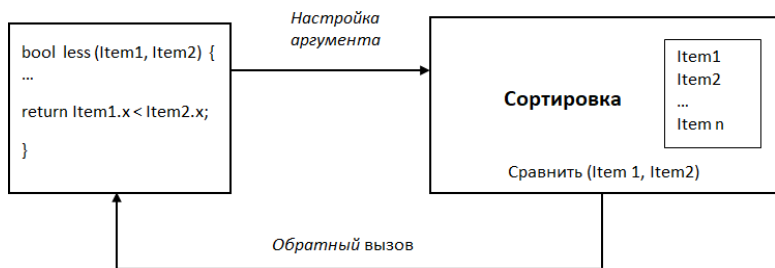 Настройка
аргумента
bool less (Item1, Item2) {
...
return Item1.x < Item2.x;
}
Сортировка
Item1
Item2
...
Item n
Сравнить (Item 1, Item2)
Обратный вызов